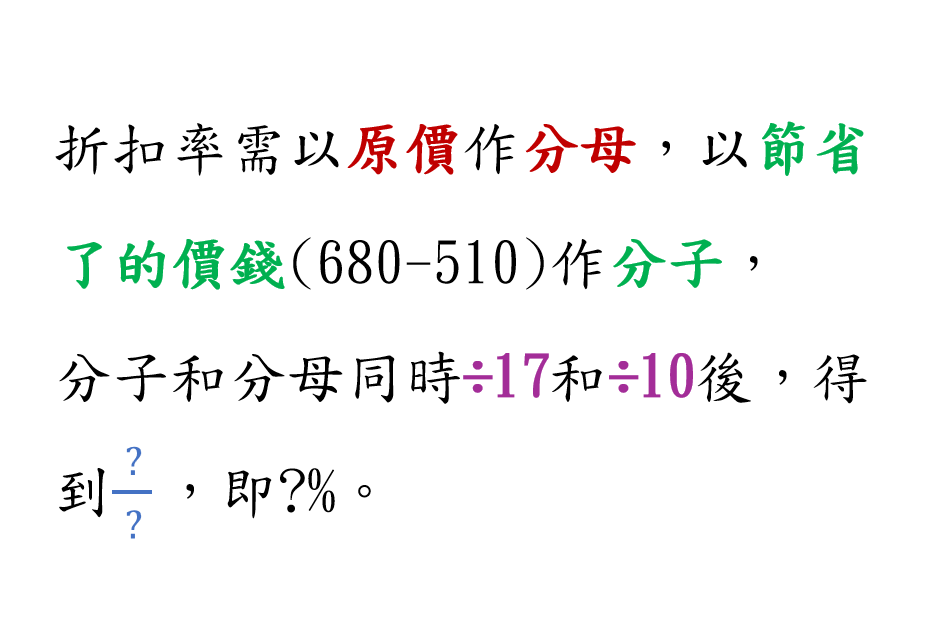 折扣率需以原價作分母，以節省
了的價錢(680-510)作分子，
分子和分母同時÷17和÷10後，得
到?/?，即?%。